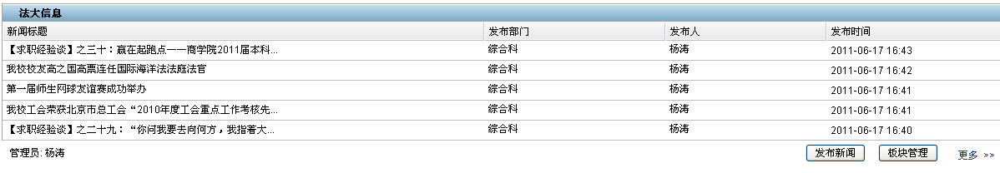 法大信息
新闻标题 发布部门 发布人 发布时间
【求职经验谈】之三十：赢在起跑点——商学院2011届本科... 综合科 杨涛 2011-06-17 16:43
我校校友高之国高票连任国际海洋法法庭法官 综合科 杨涛 2011-06-17 16:42
第一届师生网球友谊赛成功举办 综合科 杨涛 2011-06-17 16:41
我校工会荣获北京市总工会“2010年度工会重点工作考核先... 综合科 杨涛 2011-06-17 16:41
【求职经验谈】之二十九：“你问我要去向何方，我指着大... 综合科 杨涛 2011-06-17 16:40
管理员: 杨涛 发布新闻 板块管理 更多 >>